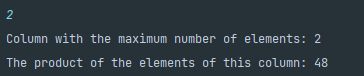 2
Column with the maximum number of elements: 2
The product of the elements of this column: 48